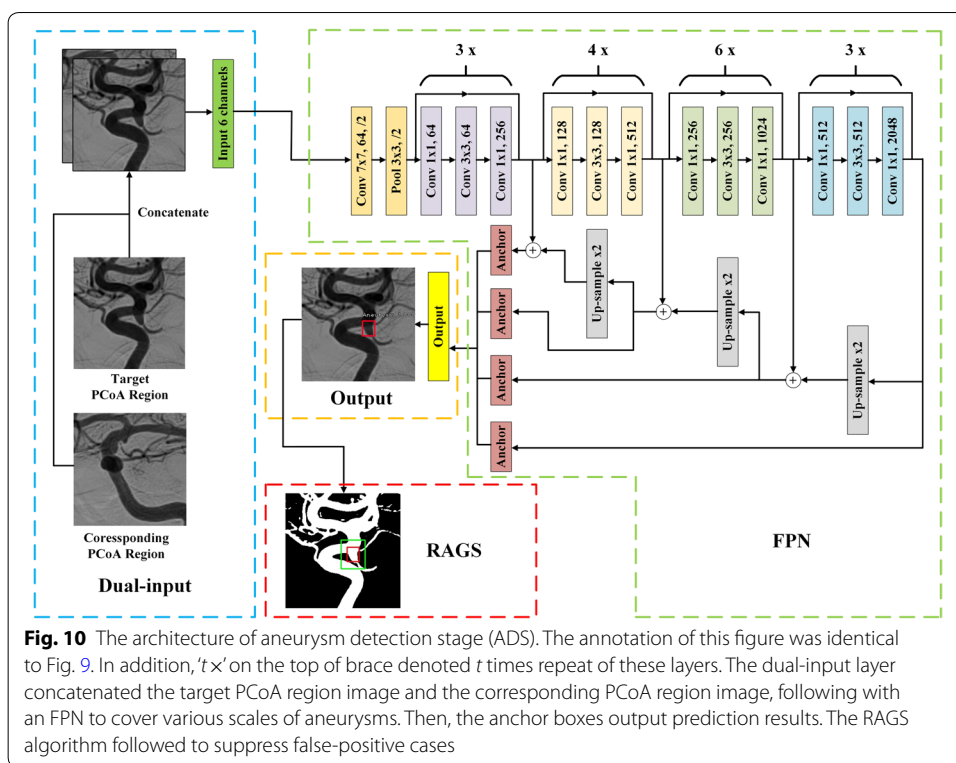 3 x
4 x
6 x
3 x
Input 6 channels
Conv 7x7, 64, /2
Pool 3x3, /2
Conv 1x1, 64
Conv 3x3, 64
Conv 1x1, 256
Conv 1x1, 128
Conv 3x3, 128
Conv 1x1, 512
Conv 1x1, 256
Conv 3x3, 256
Conv 1x1, 1024
Conv 1x1, 512
Conv 3x3, 512
Conv 1x1, 2048
Concatenate
Target
PCoA Region
Coressponding
PCoA Region
Dual-input
Output
Output
Anchor
Anchor
Anchor
Anchor
Up-sample x2
Up-sample x2
Up-sample x2
RAGS
FPN
Fig. 10 The architecture of aneurysm detection stage (ADS). The annotation of this figure was identical
to Fig. 9. In addition, ‘t ×’ on the top of brace denoted t times repeat of these layers. The dual-input layer
concatenated the target PCoA region image and the corresponding PCoA region image, following with
an FPN to cover various scales of aneurysms. Then, the anchor boxes output prediction results. The RAGS
algorithm followed to suppress false-positive cases